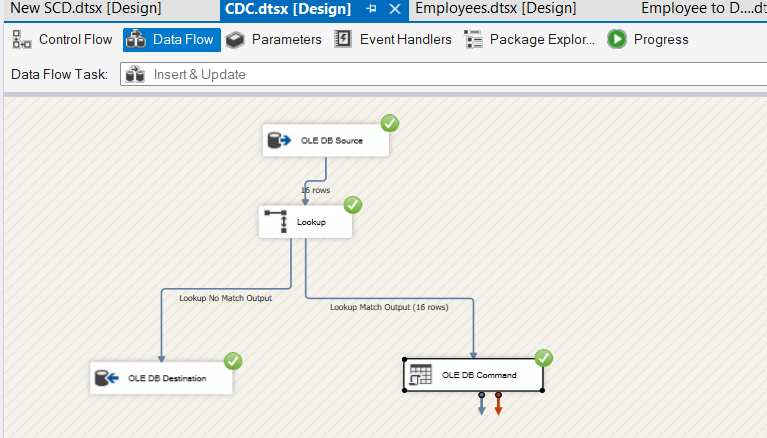 New SCD.dtsx [Design] CDC.dtsx [Design] Employees.dtsx [Design] Employee to D....dt
Control Flow Data Flow Parameters Event Handlers Package Explor... Progress
Data Flow Task: Insert & Update
OLE DB Source
16 rows
Lookup
Lookup No Match Output
Lookup Match Output (16 rows)
OLE DB Destination
OLE DB Command